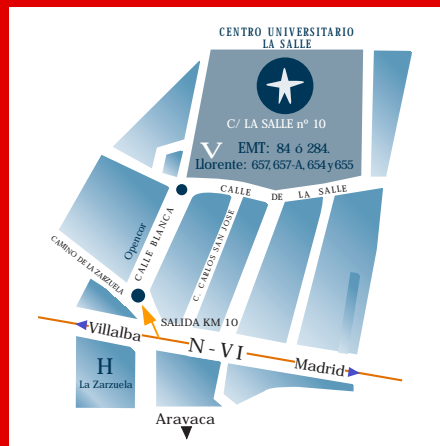 CENTRO UNIVERSITARIO
LA SALLE
C/ LA SALLE nº 10
V
EMT: 84 ó 284.
Llorente: 657, 657-A, 654 y 655
CALLE DE LA SALLE
Opencor
CALLE BLANCA
C. CARLOS SAN JOSE
CAMINO DE LA ZARZUELA
SALIDA KM 10
Villalba
N-VI
Madrid
H
La Zarzuela
Aravaca